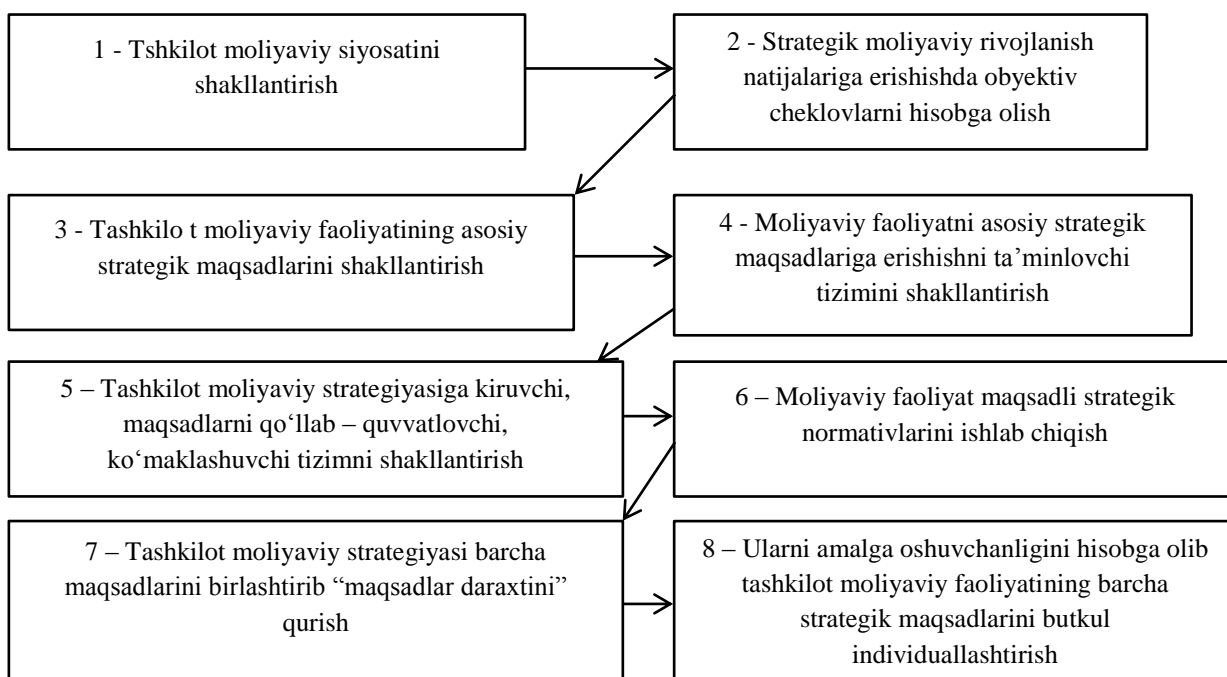 1 - Tshkilot moliyaviy siyosatini
shakllantirish
2 - Strategik moliyaviy rivojlanish
natijalariga erishishda obyektiv
cheklovlarni hisobga olish
3 - Tashkilo t moliyaviy faoliyatining asosiy
strategik maqsadlarini shakllantirish
4 - Moliyaviy faoliyatni asosiy strategik
maqsadlariga erishishni ta’minlovchi
tizimini shakllantirish
5 – Tashkilot moliyaviy strategiyasiga kiruvchi,
maqsadlarni qo‘llab – quvvatlovchi,
ko‘maklashuvchi tizimni shakllantirish
6 – Moliyaviy faoliyat maqsadli strategik
normativlarini ishlab chiqish
7 – Tashkilot moliyaviy strategiyasi barcha
maqsadlarini birlashtirib “maqsadlar daraxtini”
qurish
8 – Ularni amalga oshuvchanligini hisobga olib
tashkilot moliyaviy faoliyatining barcha
strategik maqsadlarini butkul
individuallashtirish